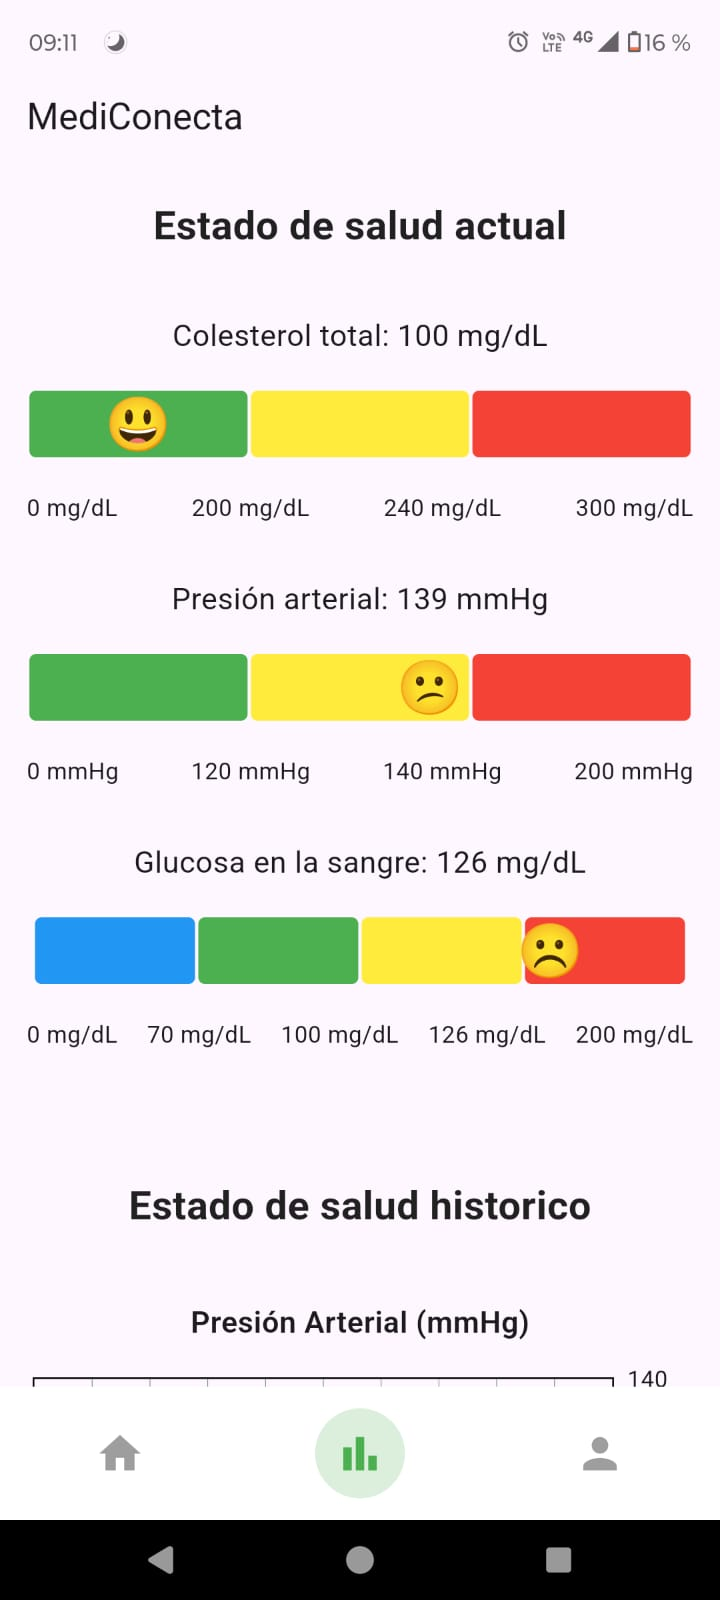 09:11 Vo LTE 4G 16 %
MediConecta
Estado de salud actual
Colesterol total: 100 mg/dL
0 mg/dL 200 mg/dL 240 mg/dL 300 mg/dL
Presión arterial: 139 mmHg
0 mmHg 120 mmHg 140 mmHg 200 mmHg
Glucosa en la sangre: 126 mg/dL
0 mg/dL 70 mg/dL 100 mg/dL 126 mg/dL 200 mg/dL
Estado de salud historico
Presión Arterial (mmHg)
140